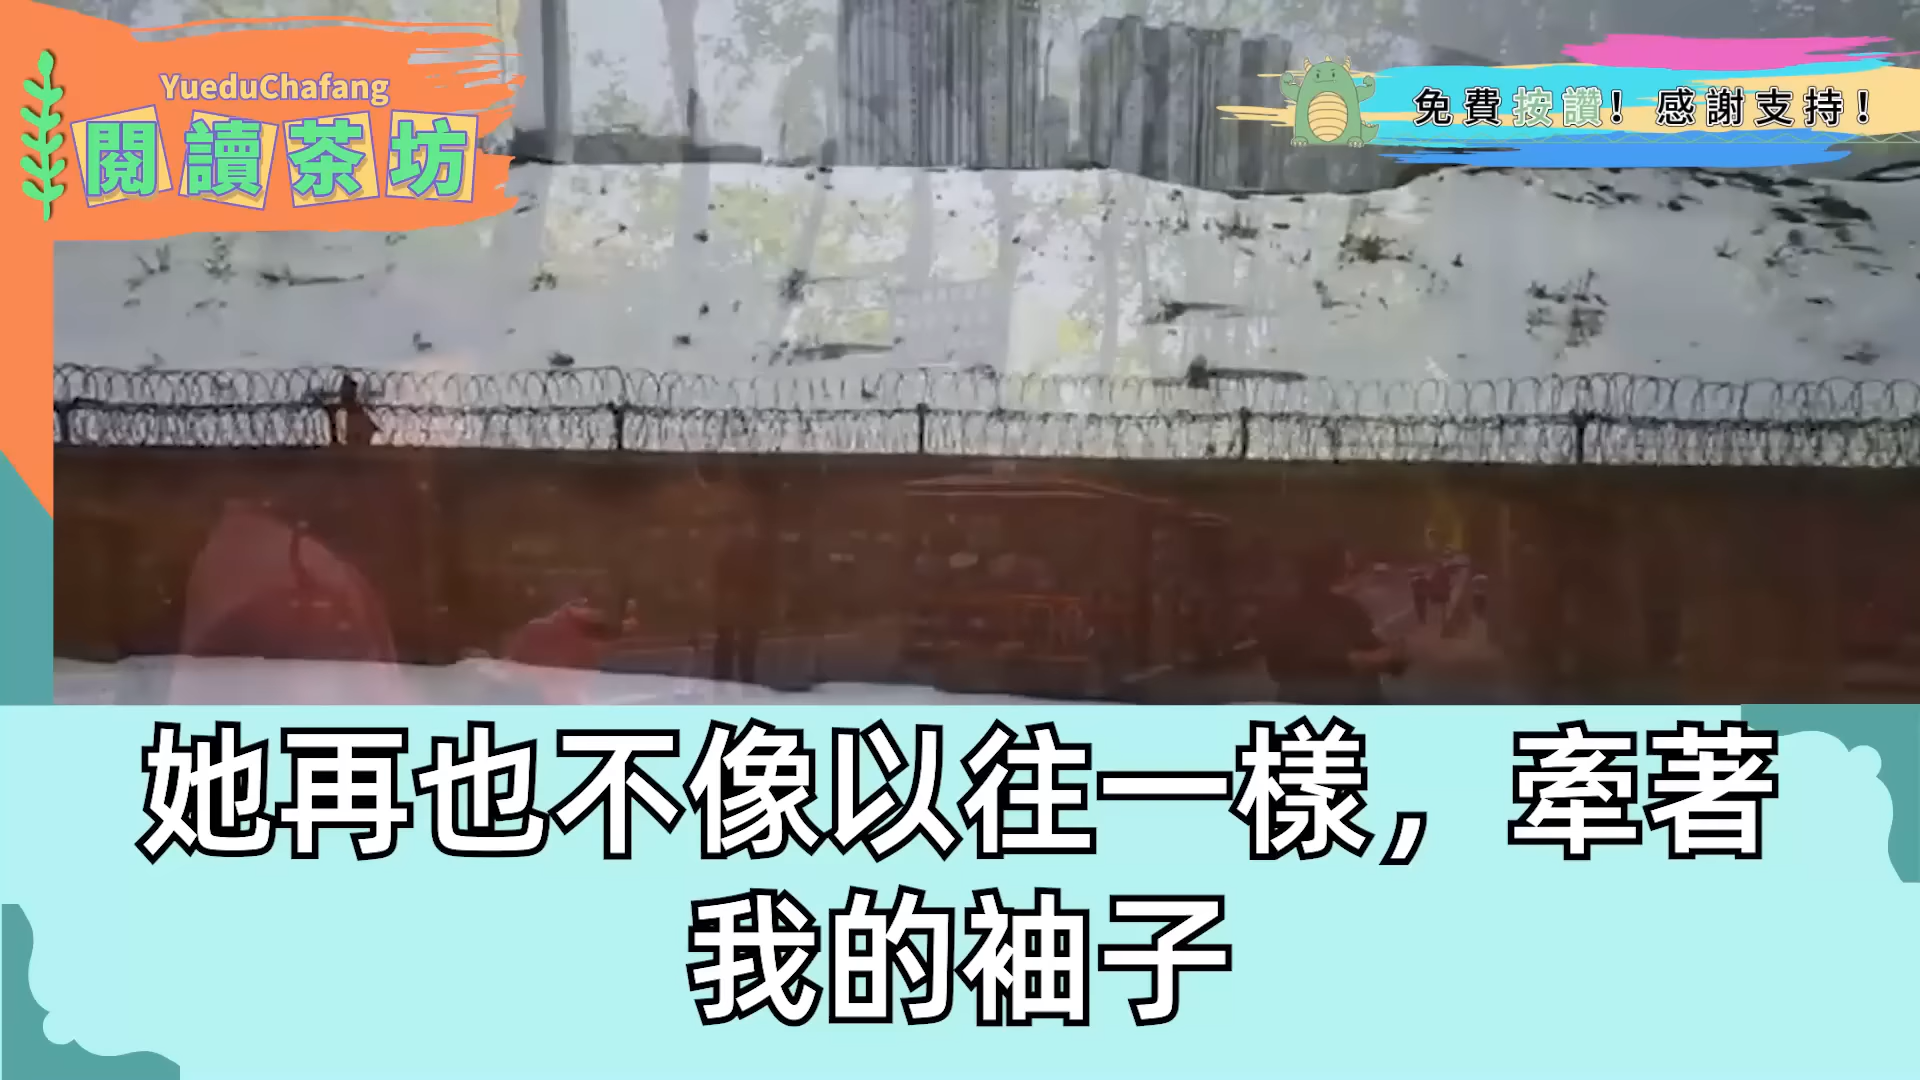 YueduChafang
閱讀茶坊
免費按讚!感謝支持!
她再也不像以往一樣,牽著
我的袖子